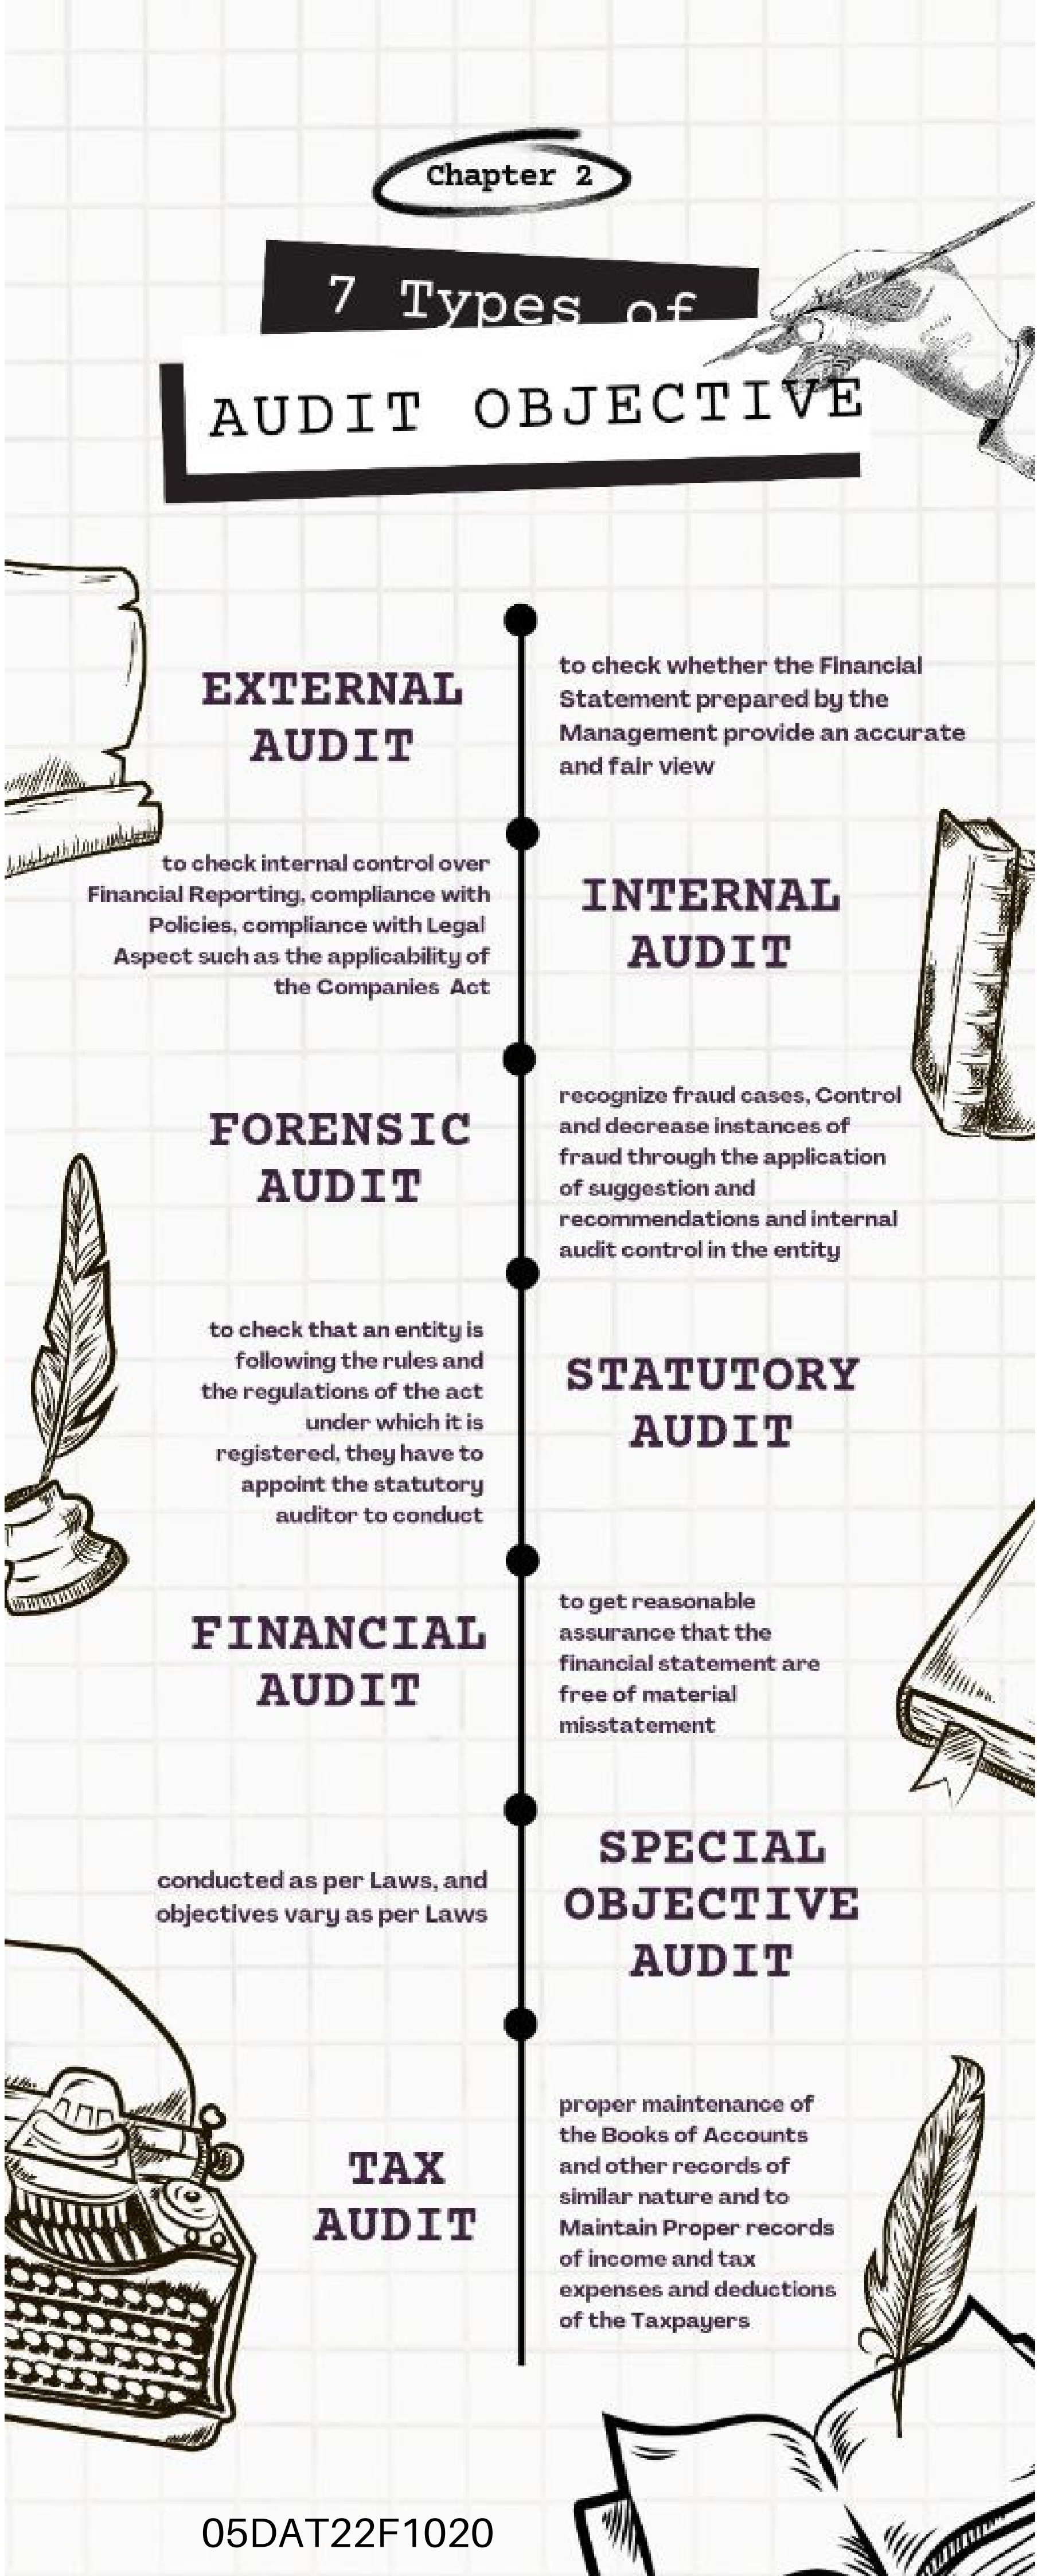 Chapter 2
7 Types of
AUDIT OBJECTIVE
EXTERNAL
AUDIT
to check whether the Financial
Statement prepared by the
Management provide an accurate
and fair view
to check internal control over
Financial Reporting, compliance with
Policies, compliance with Legal
Aspect such as the applicability of
the Companies Act
INTERNAL
AUDIT
FORENSIC
AUDIT
recognize fraud cases, Control
and decrease instances of
fraud through the application
of suggestion and
recommendations and internal
audit control in the entity
to check that an entity is
following the rules and
the regulations of the act
under which it is
registered, they have to
appoint the statutory
auditor to conduct
STATUTORY
AUDIT
FINANCIAL
AUDIT
to get reasonable
assurance that the
financial statement are
free of material
misstatement
conducted as per Laws, and
objectives vary as per Laws
SPECIAL
OBJECTIVE
AUDIT
TAX
AUDIT
proper maintenance of
the Books of Accounts
and other records of
similar nature and to
Maintain Proper records
of income and tax
expenses and deductions
of the Taxpayers
05DAT22F1020